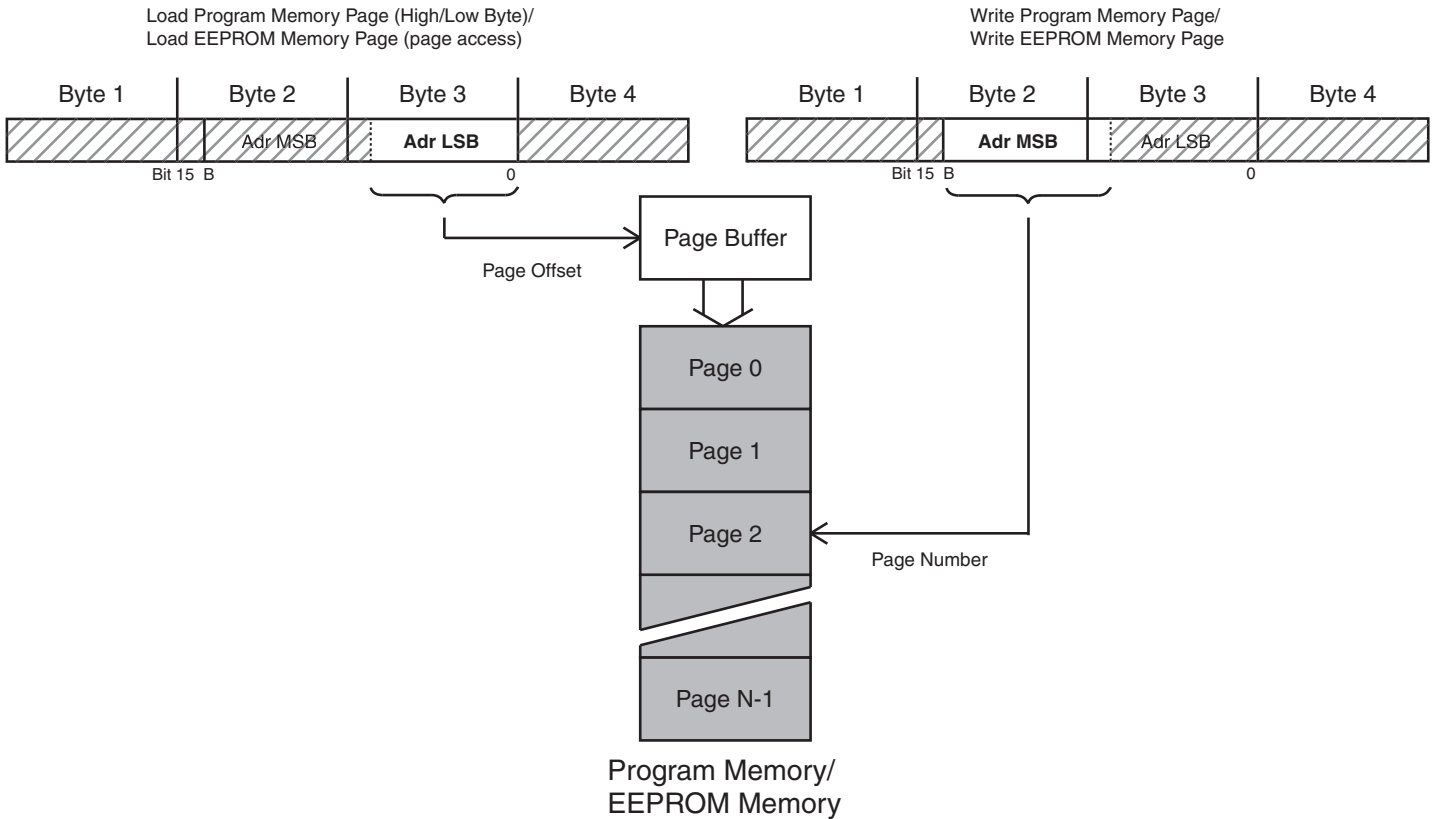 Load Program Memory Page (High/Low Byte)/
Load EEPROM Memory Page (page access)
Byte 1 Byte 2 Byte 3 Byte 4
Adr MSB Adr LSB
Bit 15 B 0
Write Program Memory Page/
Write EEPROM Memory Page
Byte 1 Byte 2 Byte 3 Byte 4
Adr MSB Adr LSB
Bit 15 B 0
Page Buffer
Page Offset
Page 0
Page 1
Page 2
Page Number
Page N-1
Program Memory/
EEPROM Memory